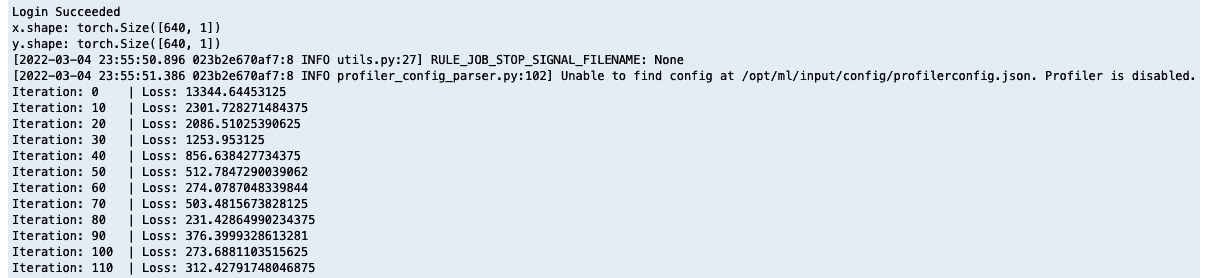 Login Succeeded
x.shape: torch.Size([640, 1])
y.shape: torch.Size([640, 1])
[2022-03-04 23:55:50.896 023b2e670af7:8 INFO utils.py:27] RULE_JOB_STOP_SIGNAL_FILENAME: None
[2022-03-04 23:55:51.386 023b2e670af7:8 INFO profiler_config_parser.py:102] Unable to find config at /opt/ml/input/config/profilerconfig.json. Profiler is disabled.
Iteration: 0   | Loss: 13344.64453125
Iteration: 10  | Loss: 2301.728271484375
Iteration: 20  | Loss: 2086.51025390625
Iteration: 30  | Loss: 1253.953125
Iteration: 40  | Loss: 856.638427734375
Iteration: 50  | Loss: 512.7847290039062
Iteration: 60  | Loss: 274.0787048339844
Iteration: 70  | Loss: 503.4815673828125
Iteration: 80  | Loss: 231.42864990234375
Iteration: 90  | Loss: 376.3999328613281
Iteration: 100 | Loss: 273.6881103515625
Iteration: 110 | Loss: 312.42791748046875